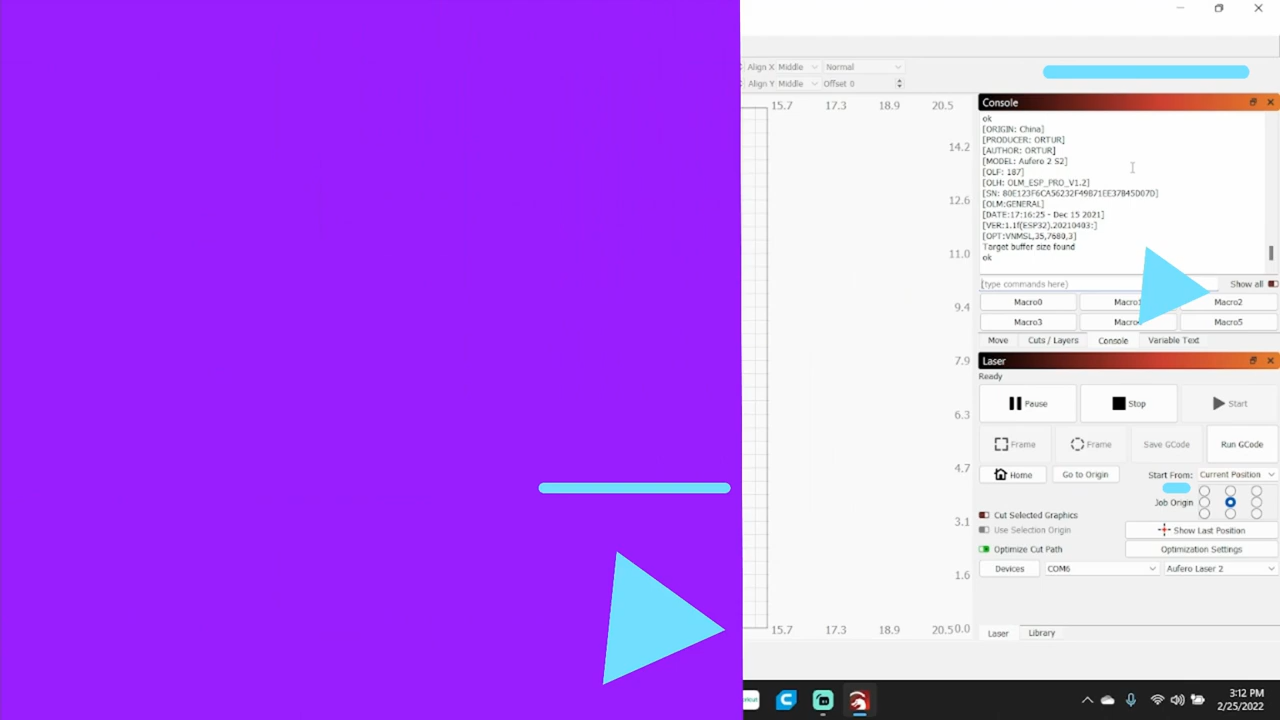 Align X Middle Normal
Align Y Middle Offset 0
15.7 17.3 18.9 20.5
14.2
12.6
11.0
9.4
7.9
6.3
4.7
3.1
1.6
15.7 17.3 18.9 20.5 0.0
Console
ok
[ORIGIN: China]
[PRODUCER: ORTUR]
[AUTHOR: ORTUR]
[MODEL: Aufero 2 S2]
[OLF: 187]
[OLH: OLM_ESP_PRO_V1.2]
[OLM:GENERAL]
[DATE:17:16:25 - Dec 15 2021]
[VER:1.1f(ESP32).20210403:]
[OPT:VNMSL,35,7680,3]
Target buffer size found
ok
(type commands here) Show all
Macro0 Macro2
Macro3 Macro5
Move Cuts / Layers Console Variable Text
Laser
Ready
Pause Stop Start
Frame Frame Save GCode Run GCode
Home Go to Origin Start From: Current Position
Job Origin
Cut Selected Graphics
Use Selection Origin Show Last Position
Optimize Cut Path Optimization Settings
Devices COM6 Aufero Laser 2
Laser Library
3:12 PM
2/25/2022